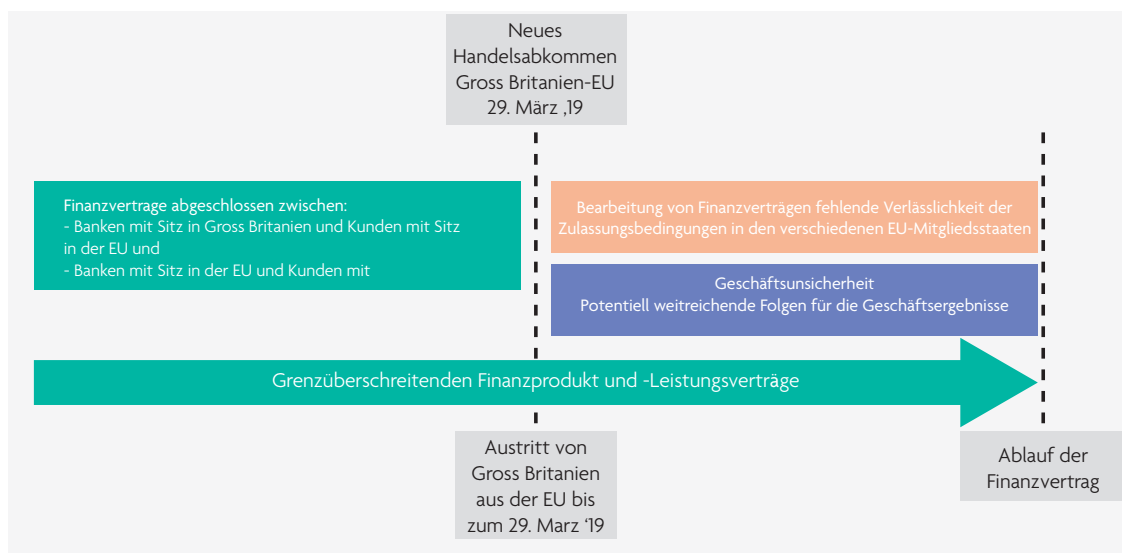 Neues
Handelsabkommen
Gross Britanien-EU
29. März ,19
Finanzvertrage abgeschlossen zwischen:
- Banken mit Sitz in Gross Britanien und Kunden mit Sitz
in der EU und
- Banken mit Sitz in der EU und Kunden mit
Bearbeitung von Finanzverträgen fehlende Verlässlichkeit der
Zulassungsbedingungen in den verschiedenen EU-Mitgliedsstaaten
Geschäftsunsicherheit
Potentiell weitreichende Folgen für die Geschäftsergebnisse
Grenzüberschreitenden Finanzprodukt und -Leistungsverträge
Austritt von
Gross Britanien
aus der EU bis
zum 29. Marz ‘19
Ablauf der
Finanzvertrag